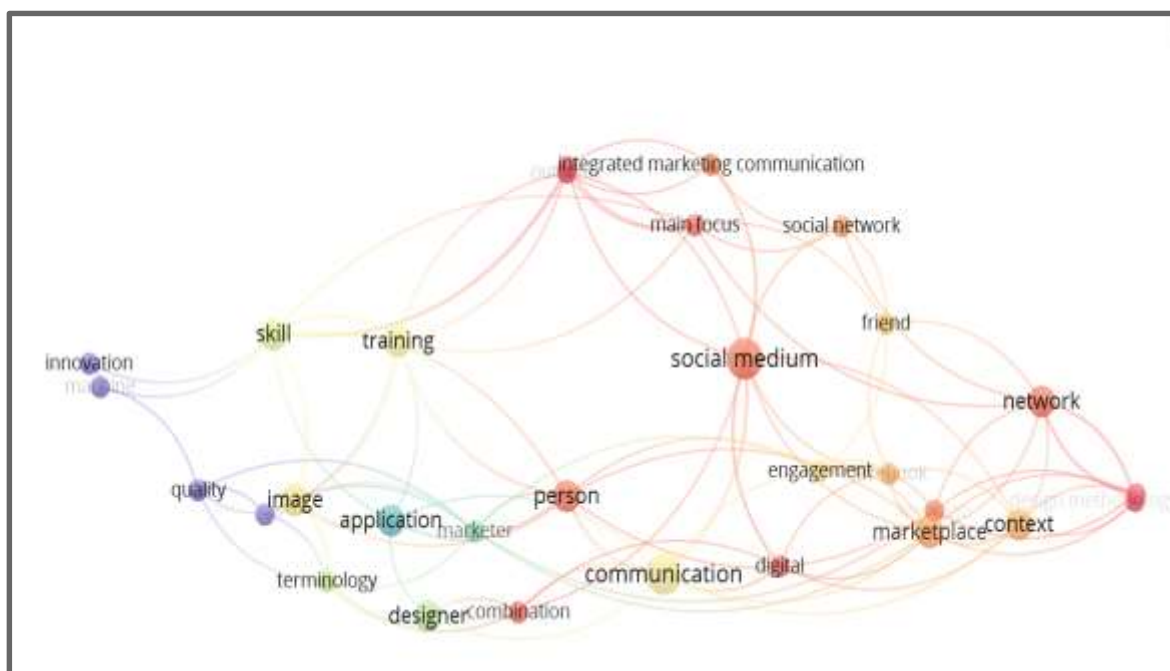 integrated marketing communication
main focus
social network
skill
training
friend
innovation
social medium
network
quality
image
person
engagement
application
marketer
marketplace
context
terminology
communication
digital
designer
combination